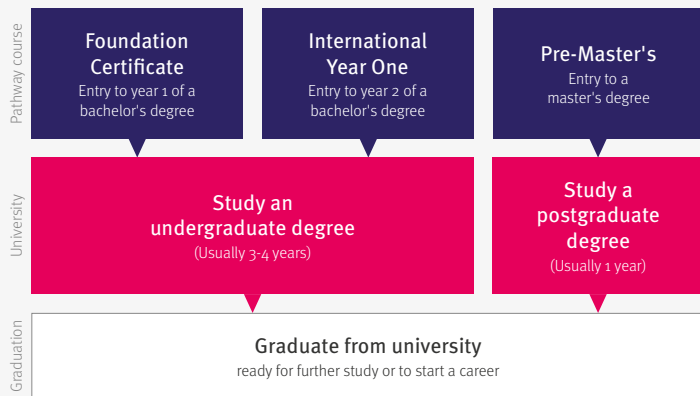 Pathway course
Foundation
Certificate
Entry to year 1 of a
bachelor's degree
International
Year One
Entry to year 2 of a
bachelor's degree
Pre-Master's
Entry to a
master's degree
University
Study an
undergraduate degree
(Usually 3-4 years)
Study a
postgraduate
degree
(Usually 1 year)
Graduation
Graduate from university
ready for further study or to start a career